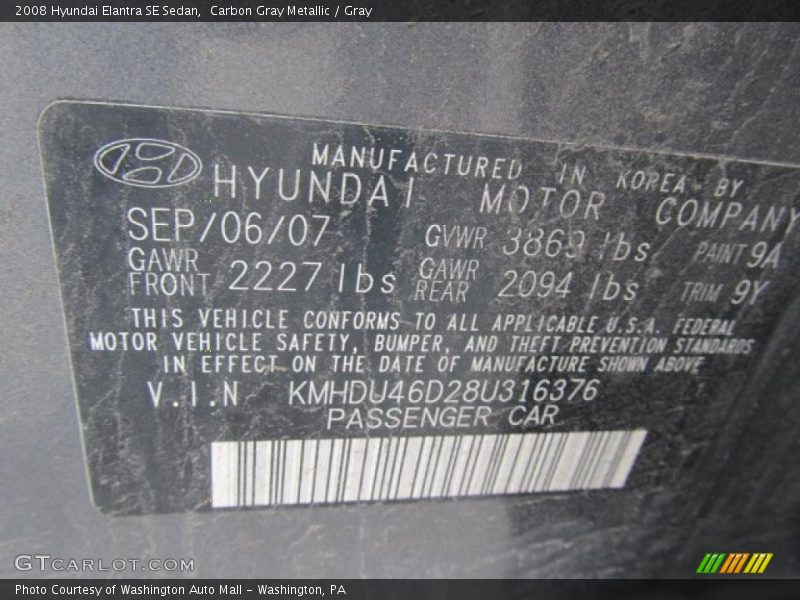 2008 Hyundai Elantra SE Sedan,  Carbon Gray Metallic / Gray
MANUFACTURED IN KOREA BY
HYUNDAI MOTOR COMPANY
SEP/06/07 GVWR 3869 lbs PAINT 9A
GAWR FRONT 2227 lbs GAWR REAR 2094 lbs TRIM 9Y
THIS VEHICLE CONFORMS TO ALL APPLICABLE U.S.A. FEDERAL
MOTOR VEHICLE SAFETY, BUMPER, AND THEFT PREVENTION STANDARDS
IN EFFECT ON THE DATE OF MANUFACTURE SHOWN ABOVE
V.I.N KMHDU46D28U316376
PASSENGER CAR
GTCARLOT.COM
Photo Courtesy of Washington Auto Mall - Washington, PA